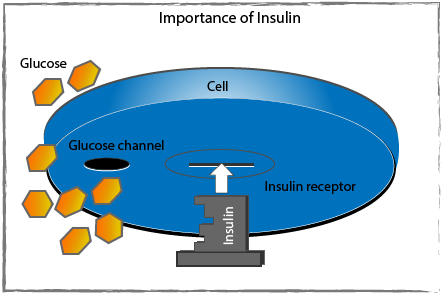 Importance of Insulin
Glucose
Cell
Glucose channel
Insulin receptor
Insulin